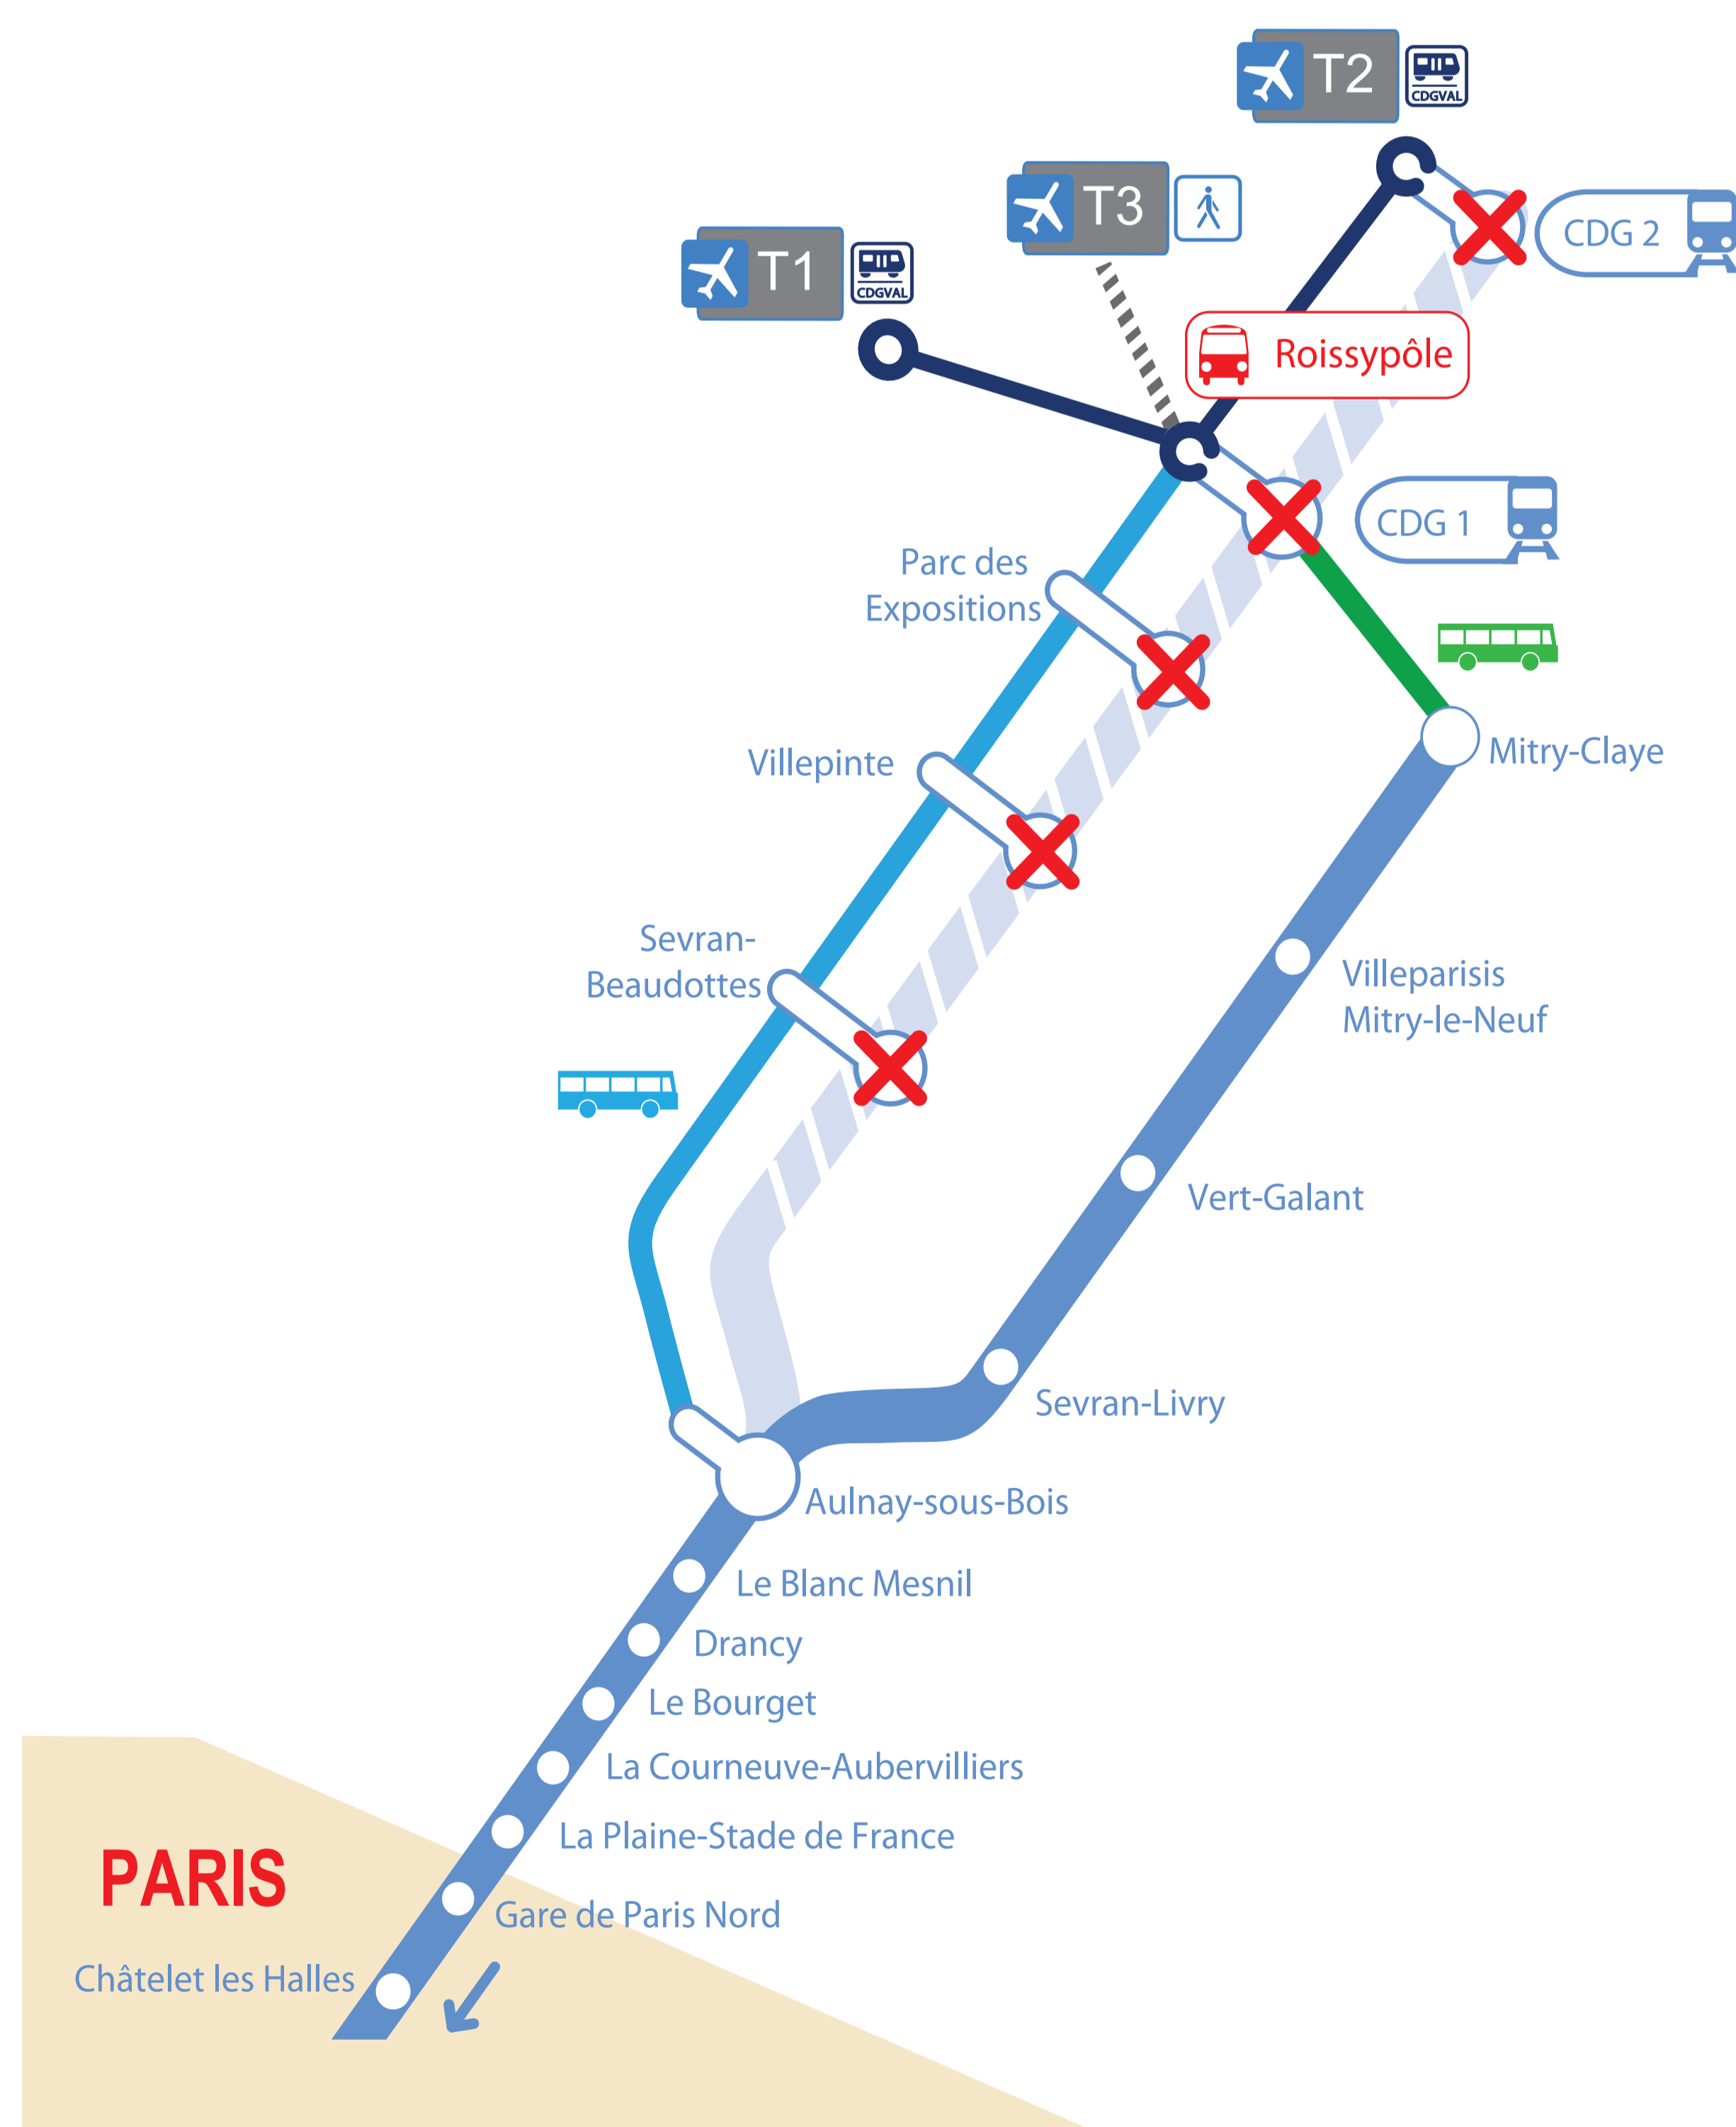 T2
CDGVAL
T3
T1
CDGVAL
CDG 2
Roissypôle
CDG 1
Parc des
Expositions
Mitry-Claye
Villepinte
Sevran-
Beaudottes
Villeparisis
Mitry-le-Neuf
Vert-Galant
Sevran-Livry
Aulnay-sous-Bois
Le Blanc Mesnil
Drancy
Le Bourget
La Courneuve-Aubervilliers
La Plaine-Stade de France
PARIS
Gare de Paris Nord
Châtelet les Halles